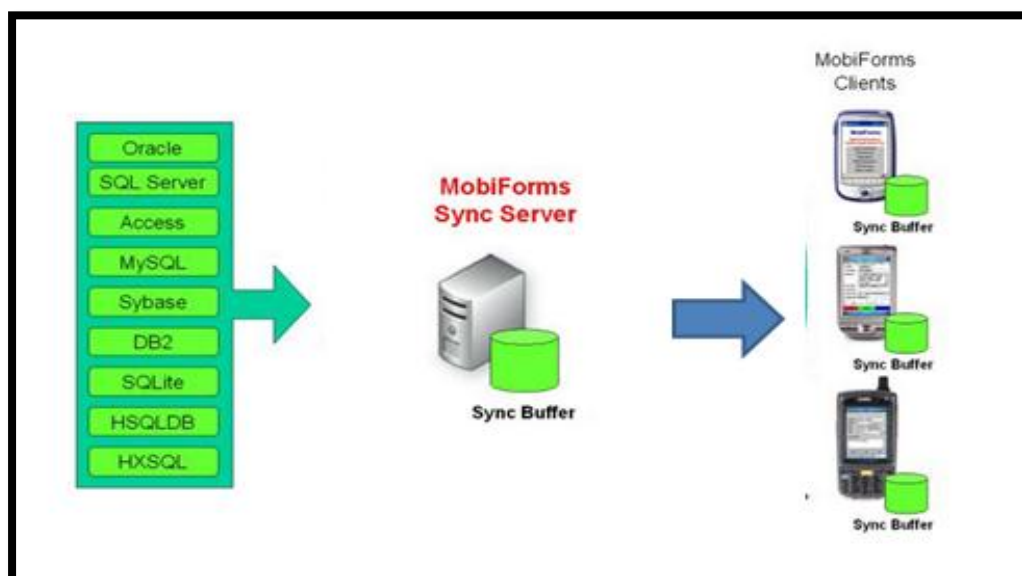 Oracle
SQL Server
Access
MySQL
Sybase
DB2
SQLite
HSQLDB
HXSQL
MobiForms
Sync Server
Sync Buffer
MobiForms
Clients
MobiForms
Sync Buffer
Sync Buffer
Sync Buffer